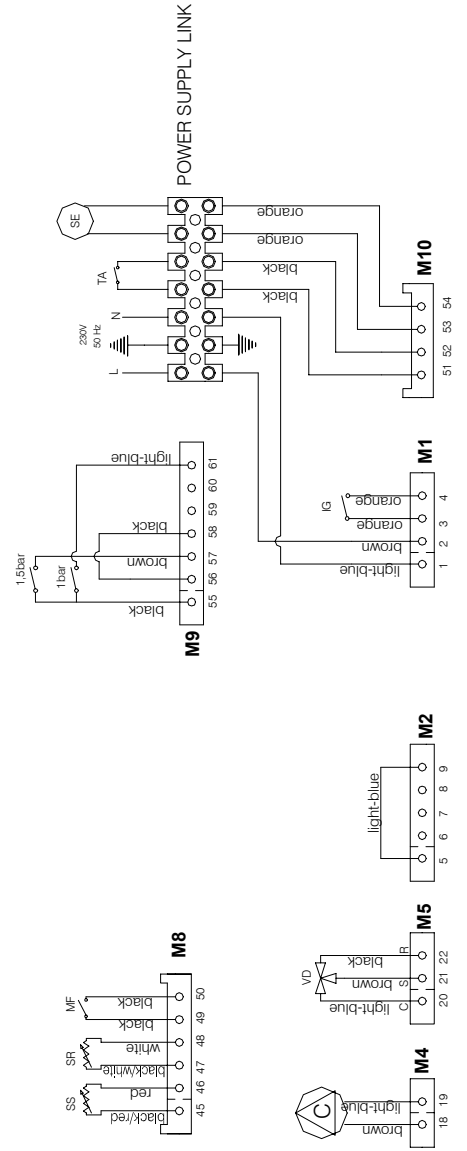 POWER SUPPLY LINK
SE
TA
N
230V
50 Hz
L
orange
orange
black
black
M10
51 52 53 54
1,5bar
1bar
black
brown
black
light-blue
M9
55 56 57 58 59 60 61
IG
light-blue
brown
orange
orange
M1
1 2 3 4
light-blue
M2
5 6 7 8 9
SS
SR
MF
black/red
red
black/white
white
black
black
M8
45 46 47 48 49 50
VD
C S R
light-blue
brown
black
M5
20 21 22
C
brown
light-blue
M4
18 19